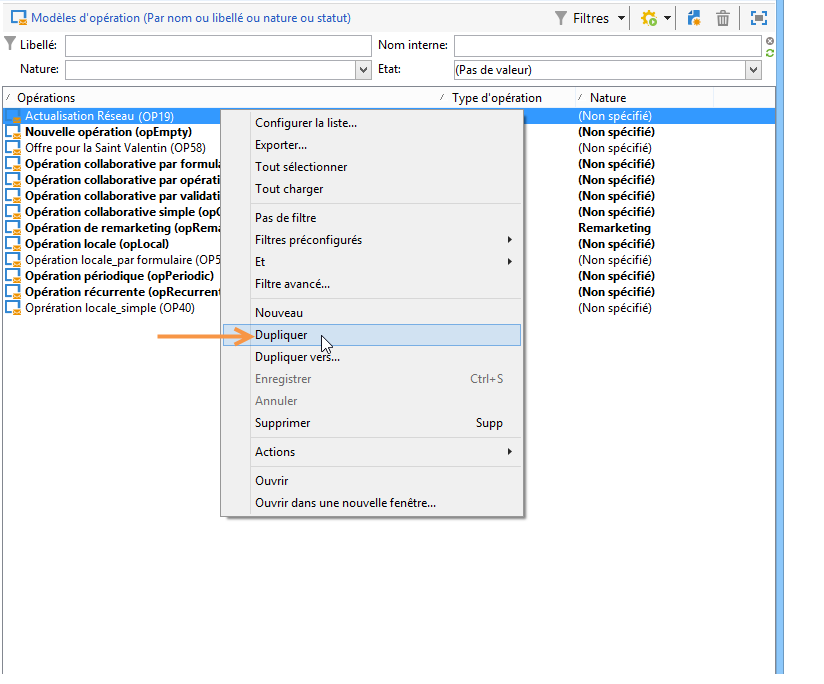 Modèles d'opération (Par nom ou libellé ou nature ou statut)
Filtres
Libellé:
Nom interne:
Nature:
Etat:
(Pas de valeur)
Opérations
Type d'opération
Nature
Actualisation Réseau (OP19)
(Non spécifié)
Nouvelle opération (opEmpty)
(Non spécifié)
Offre pour la Saint Valentin (OP58)
(Non spécifié)
Opération collaborative par formula
(Non spécifié)
Opération collaborative par opérati
(Non spécifié)
Opération collaborative par validati
(Non spécifié)
Opération collaborative simple (opC
(Non spécifié)
Opération de remarketing (opRema
Remarketing
Opération locale (opLocal)
(Non spécifié)
Opération locale_par formulaire (OP5
(Non spécifié)
Opération périodique (opPeriodic)
(Non spécifié)
Opération récurrente (opRecurrent
(Non spécifié)
Oprération locale_simple (OP40)
(Non spécifié)
Configurer la liste...
Exporter...
Tout sélectionner
Tout charger
Pas de filtre
Filtres préconfigurés
Et
Filtre avancé...
Nouveau
Dupliquer
Dupliquer vers...
Enregistrer Ctrl+S
Annuler
Supprimer Supp
Actions
Ouvrir
Ouvrir dans une nouvelle fenêtre...